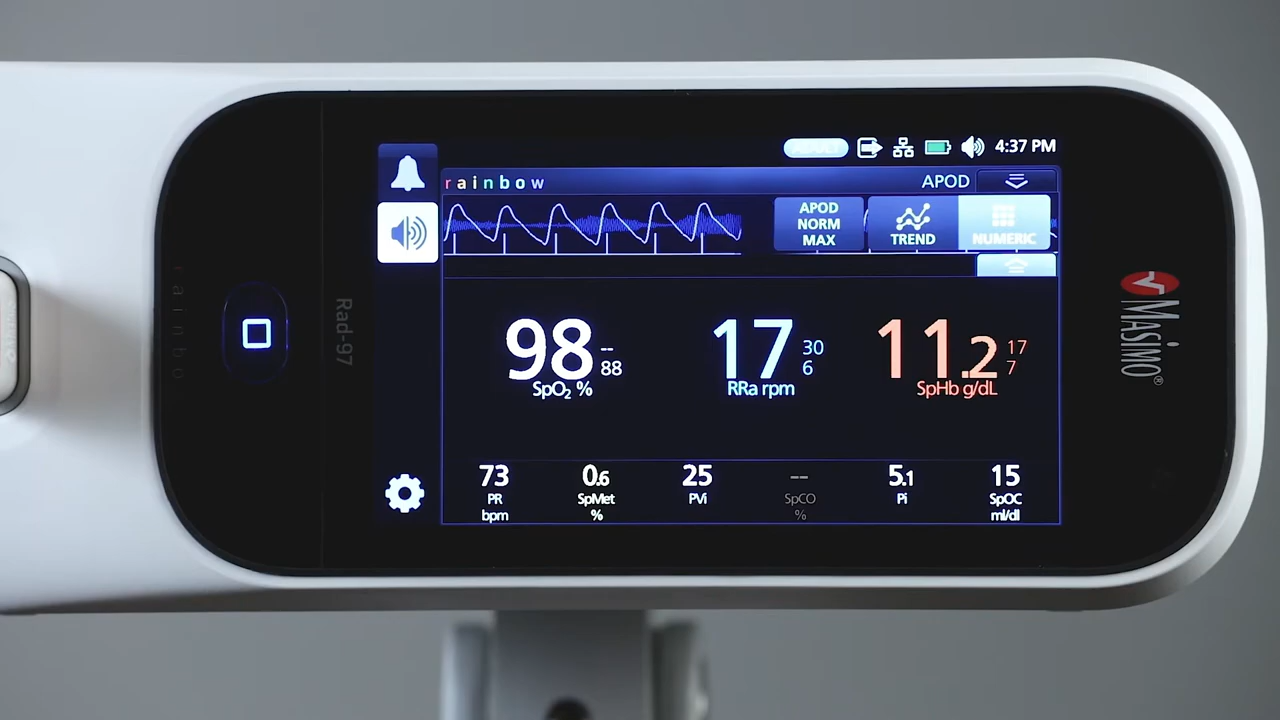 ADULT
4:37 PM
rainbow
APOD
APOD
NORM
MAX
TREND
NUMERIC
98
--
88
SpO₂ %
17
30
6
RRa rpm
11.2
17
7
SpHb g/dL
73
PR
bpm
0.6
SpMet
%
25
PVi
--
SpCO
%
5.1
Pi
15
SpOC
ml/dl
rainbo
Rad-97
MASIMO®